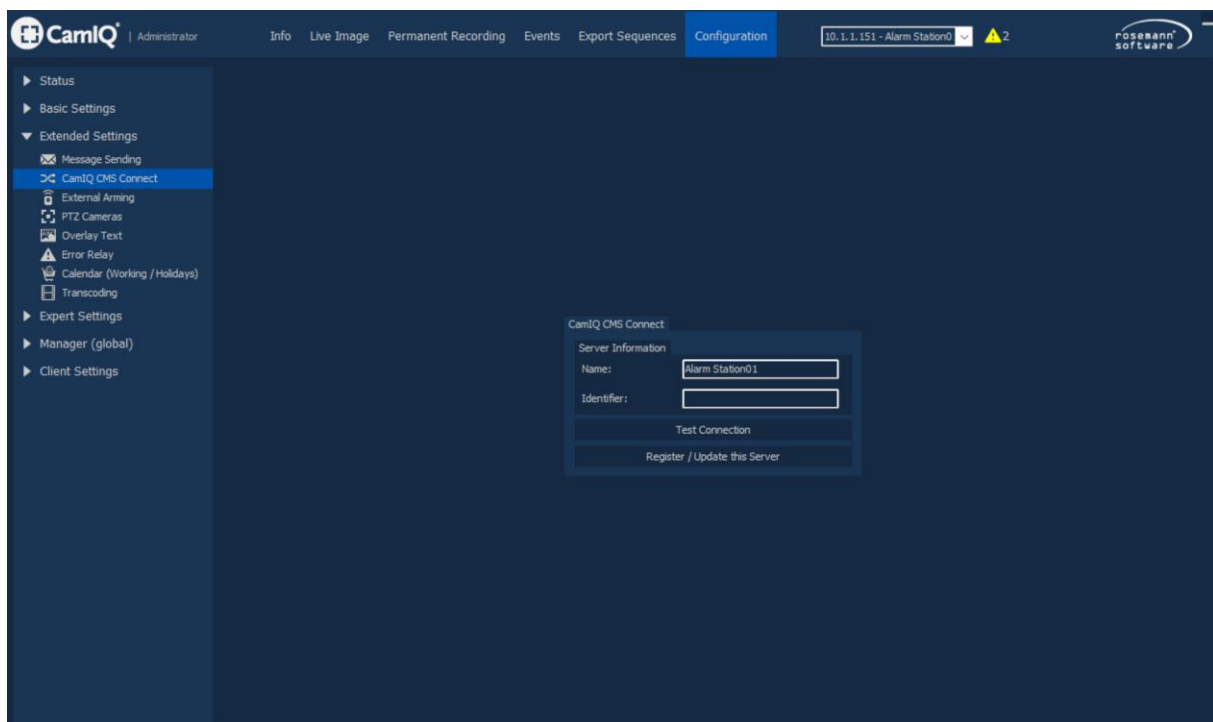 CamIQ | Administrator
Info Live Image Permanent Recording Events Export Sequences Configuration
10.1.1.151 - Alarm Station0
2
rosemann
software
Status
Basic Settings
Extended Settings
Message Sending
CamIQ CMS Connect
External Arming
PTZ Cameras
Overlay Text
Error Relay
Calendar (Working / Holidays)
Transcoding
Expert Settings
Manager (global)
Client Settings
CamIQ CMS Connect
Server Information
Name: Alarm Station01
Identifier:
Test Connection
Register / Update this Server